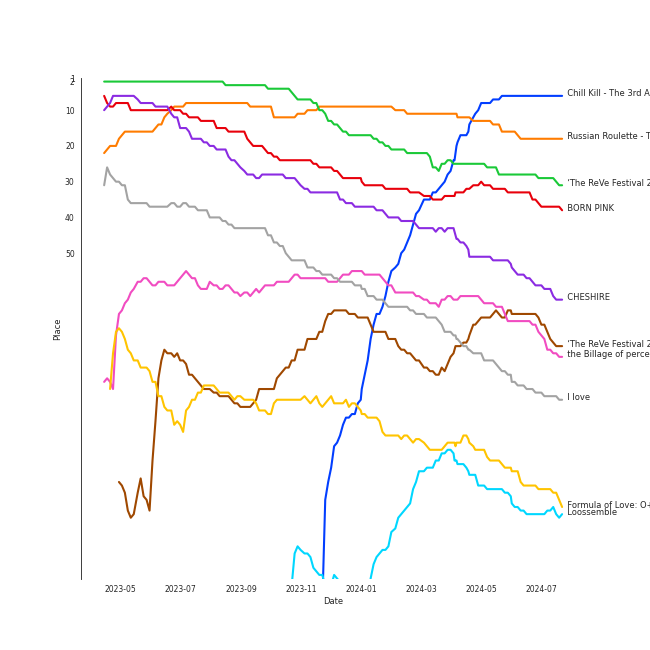 1
2
10
20
30
40
50
Place
Chill Kill - The 3rd A
Russian Roulette - T
'The ReVe Festival 2
BORN PINK
CHESHIRE
'The ReVe Festival 2
the Billage of perce
I love
Formula of Love: O+
Loossemble
2023-05 2023-07 2023-09 2023-11 2024-01 2024-03 2024-05 2024-07
Date